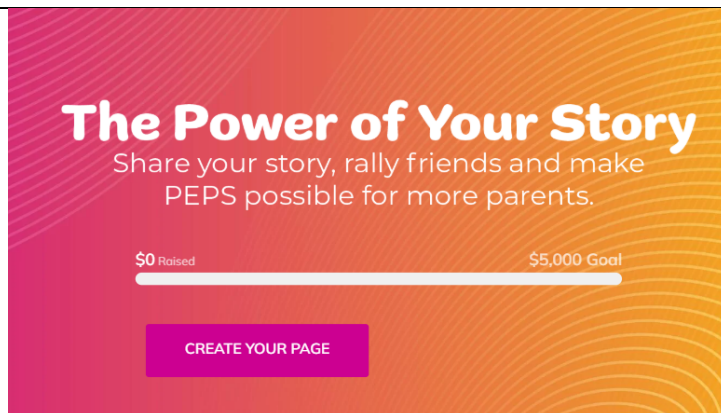 The Power of Your Story
Share your story, rally friends and make
PEPS possible for more parents.
$0 Raised
$5,000 Goal
CREATE YOUR PAGE